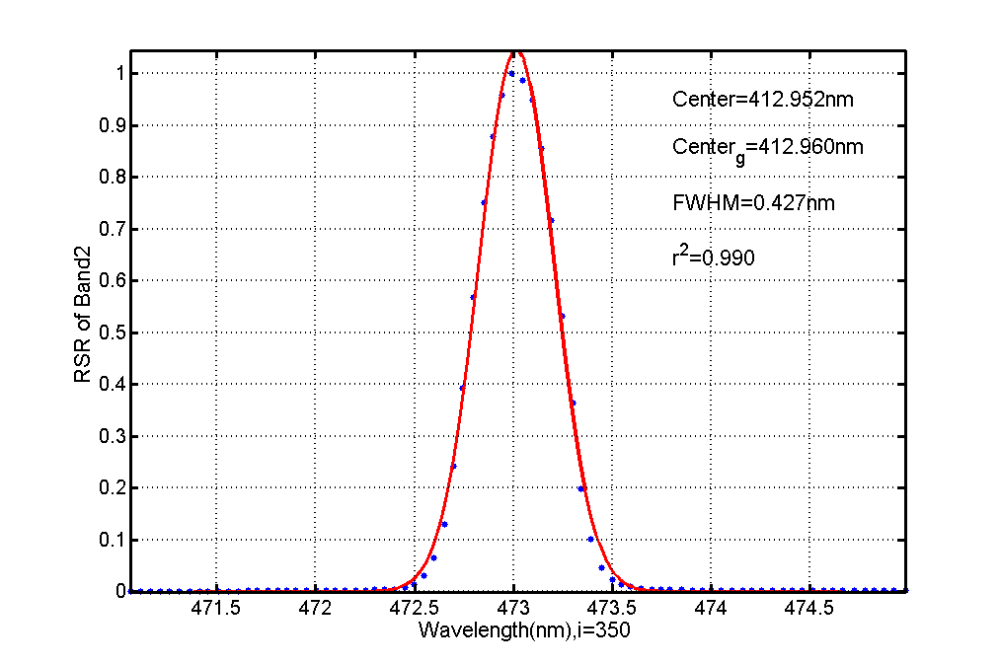 1
0.9
0.8
0.7
0.6
0.5
0.4
0.3
0.2
0.1
0
RSR of Band2
Center=412.952nm
Center_g=412.960nm
FWHM=0.427nm
r^2=0.990
471.5 472 472.5 473 473.5 474 474.5
Wavelength(nm),i=350